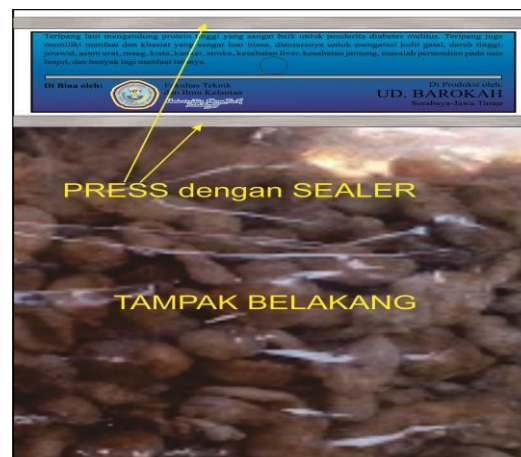 Teripang laut mengandung protein tinggi yang sangat baik untuk penderita diabetes melitus. Teripang juga
memiliki manfaat dan khasiat yang sangat luar biasa, diantaranya untuk mengatasi kulit gatal, darah tinggi,
jerawat, asam urat, maag, kista, kanker, stroke, kesehatan liver, kesehatan jantung, masalah persendian pada usia
lanjut, dan banyak lagi manfaat lainnya.
Di Bina oleh:
Fakultas Teknik
dan Ilmu Kelautan
Di Produksi oleh:
UD. BAROKAH
Surabaya-Jawa Timur
PRESS dengan SEALER
TAMPAK BELAKANG